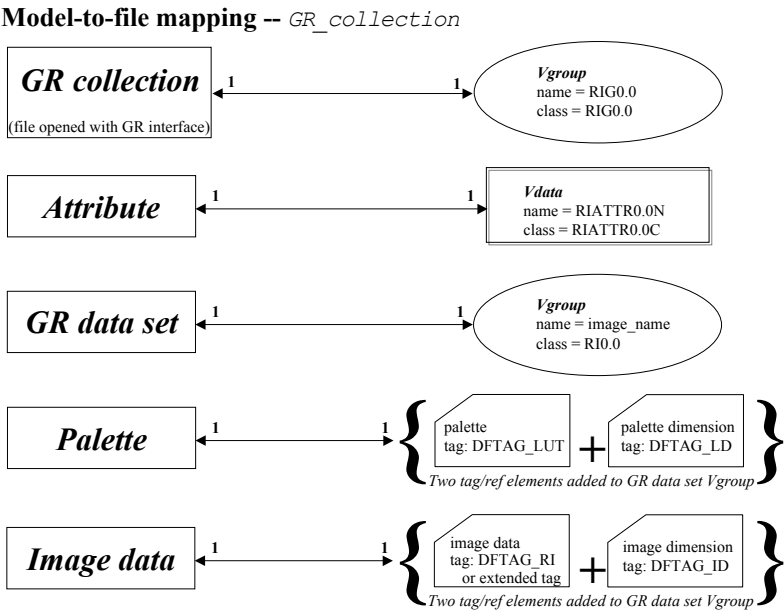 Model-to-file mapping -- GR_collection
GR collection
(file opened with GR interface)
1
1
Vgroup
name = RIG0.0
class = RIG0.0
Attribute
1
1
Vdata
name = RIATTR0.0N
class = RIATTR0.0C
GR data set
1
1
Vgroup
name = image_name
class = RI0.0
Palette
1
1
{
palette
tag: DFTAG_LUT
+
palette dimension
tag: DFTAG_LD
}
Two tag/ref elements added to GR data set Vgroup
Image data
1
1
{
image data
tag: DFTAG_RI
or extended tag
+
image dimension
tag: DFTAG_ID
}
Two tag/ref elements added to GR data set Vgroup